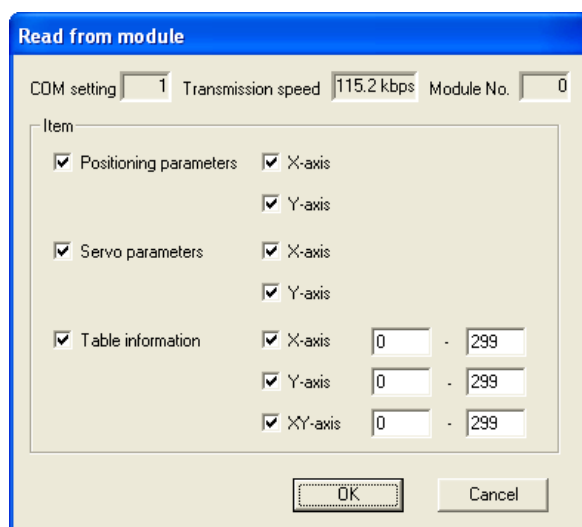 Read from module
COM setting 1 Transmission speed 115.2 kbps Module No. 0
Item
Positioning parameters X-axis
Y-axis
Servo parameters X-axis
Y-axis
Table information X-axis 0 - 299
Y-axis 0 - 299
XY-axis 0 - 299
OK Cancel